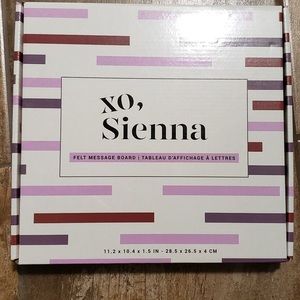 xo,
Sienna
FELT MESSAGE BOARD | TABLEAU D'AFFICHAGE À LETTRES
11.2 x 10.4 x 1.5 IN - 28.5 x 26.5 x 4 CM